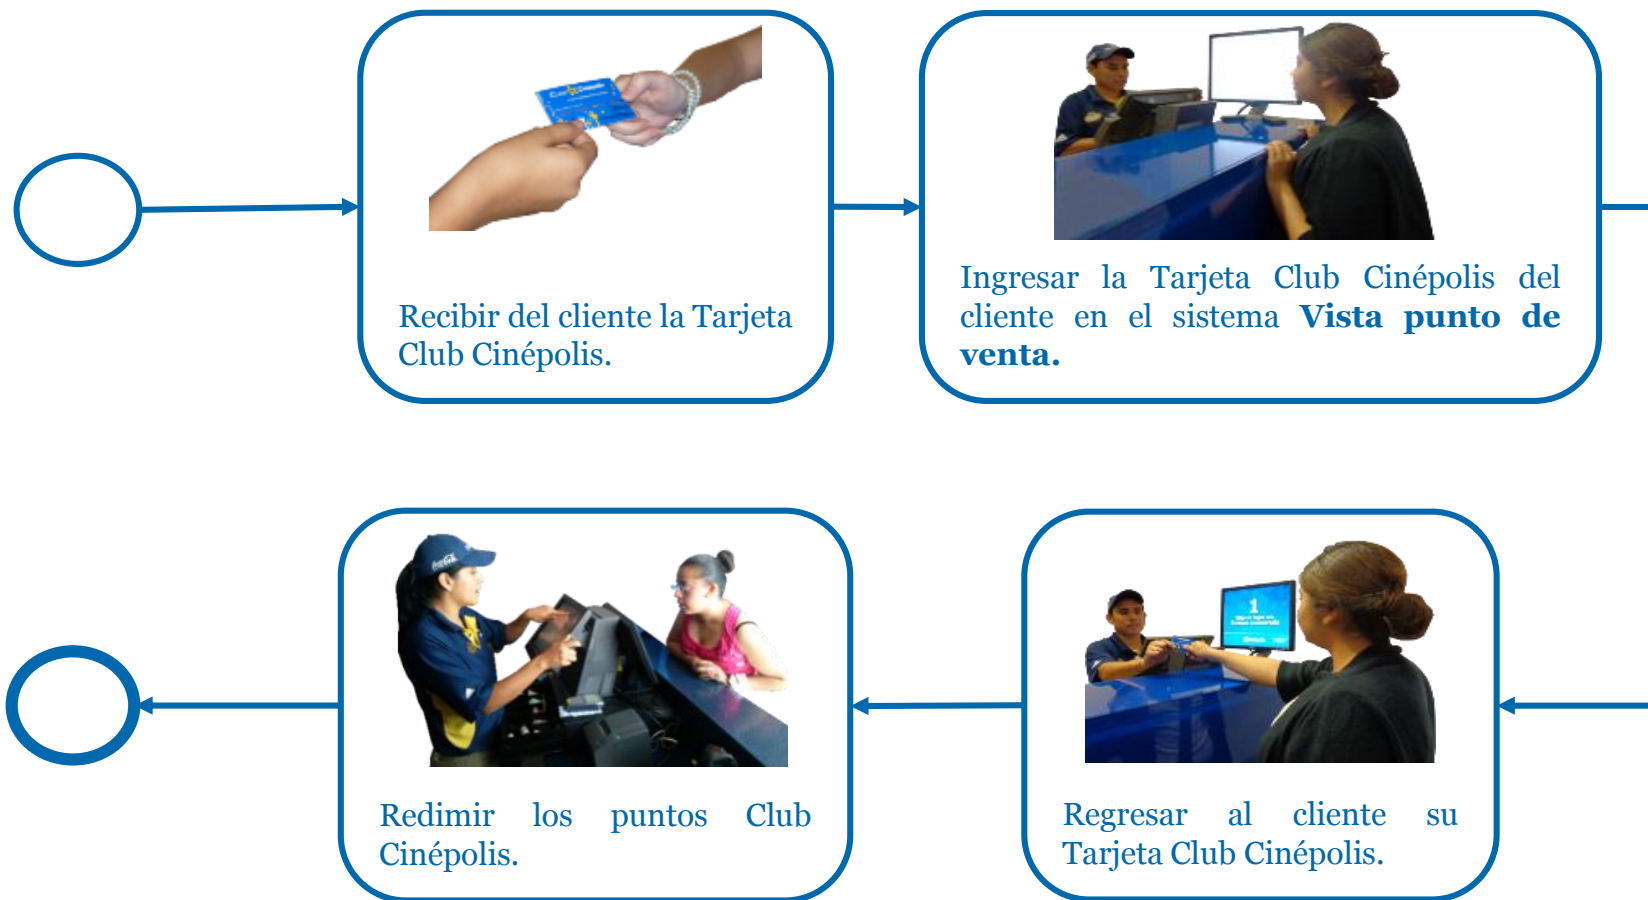 Recibir del cliente la Tarjeta
Club Cinépolis.
Ingresar la Tarjeta Club Cinépolis del
cliente en el sistema Vista punto de
venta.
Redimir los puntos Club
Cinépolis.
1
Regresar al cliente su
Tarjeta Club Cinépolis.